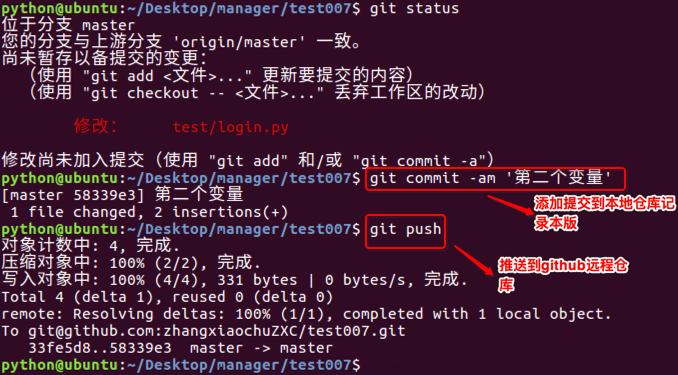 python@ubuntu:~/Desktop/manager/test007$ git status
位于分支 master
您的分支与上游分支 'origin/master' 一致。
尚未暂存以备提交的变更：
（使用 "git add <文件>..." 更新要提交的内容）
（使用 "git checkout -- <文件>..." 丢弃工作区的改动）
修改： test/login.py
修改尚未加入提交（使用 "git add" 和/或 "git commit -a"）
python@ubuntu:~/Desktop/manager/test007$ git commit -am '第二个变量'
[master 58339e3] 第二个变量
1 file changed, 2 insertions(+)
添加提交到本地仓库记
录本版
python@ubuntu:~/Desktop/manager/test007$ git push
对象计数中: 4, 完成.
压缩对象中: 100% (2/2), 完成.
写入对象中: 100% (4/4), 331 bytes | 0 bytes/s, 完成.
推送到github远程仓
库
Total 4 (delta 1), reused 0 (delta 0)
remote: Resolving deltas: 100% (1/1), completed with 1 local object.
To git@github.com:zhangxiaochuZXC/test007.git
33fe5d8..58339e3 master -> master
python@ubuntu:~/Desktop/manager/test007$